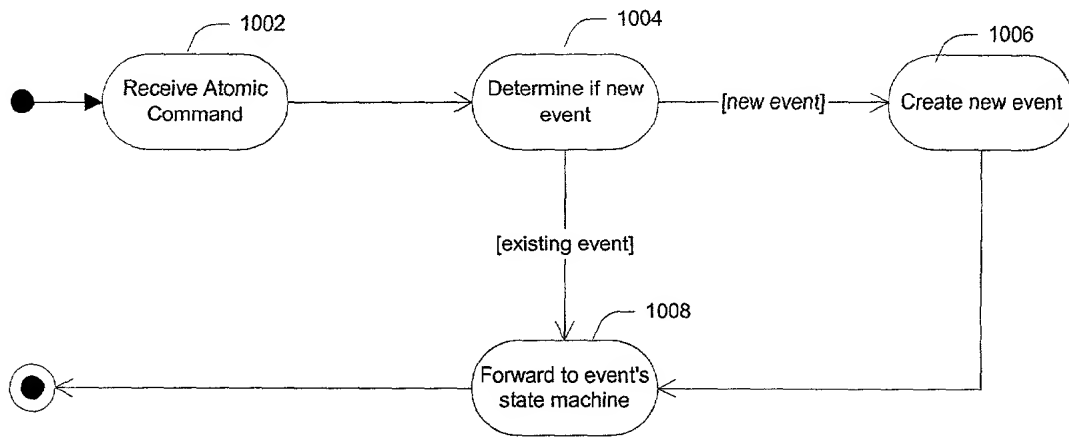 1002
1004
1006
Receive Atomic
Command
Determine if new
event
[new event]
Create new event
[existing event]
1008
Forward to event's
state machine